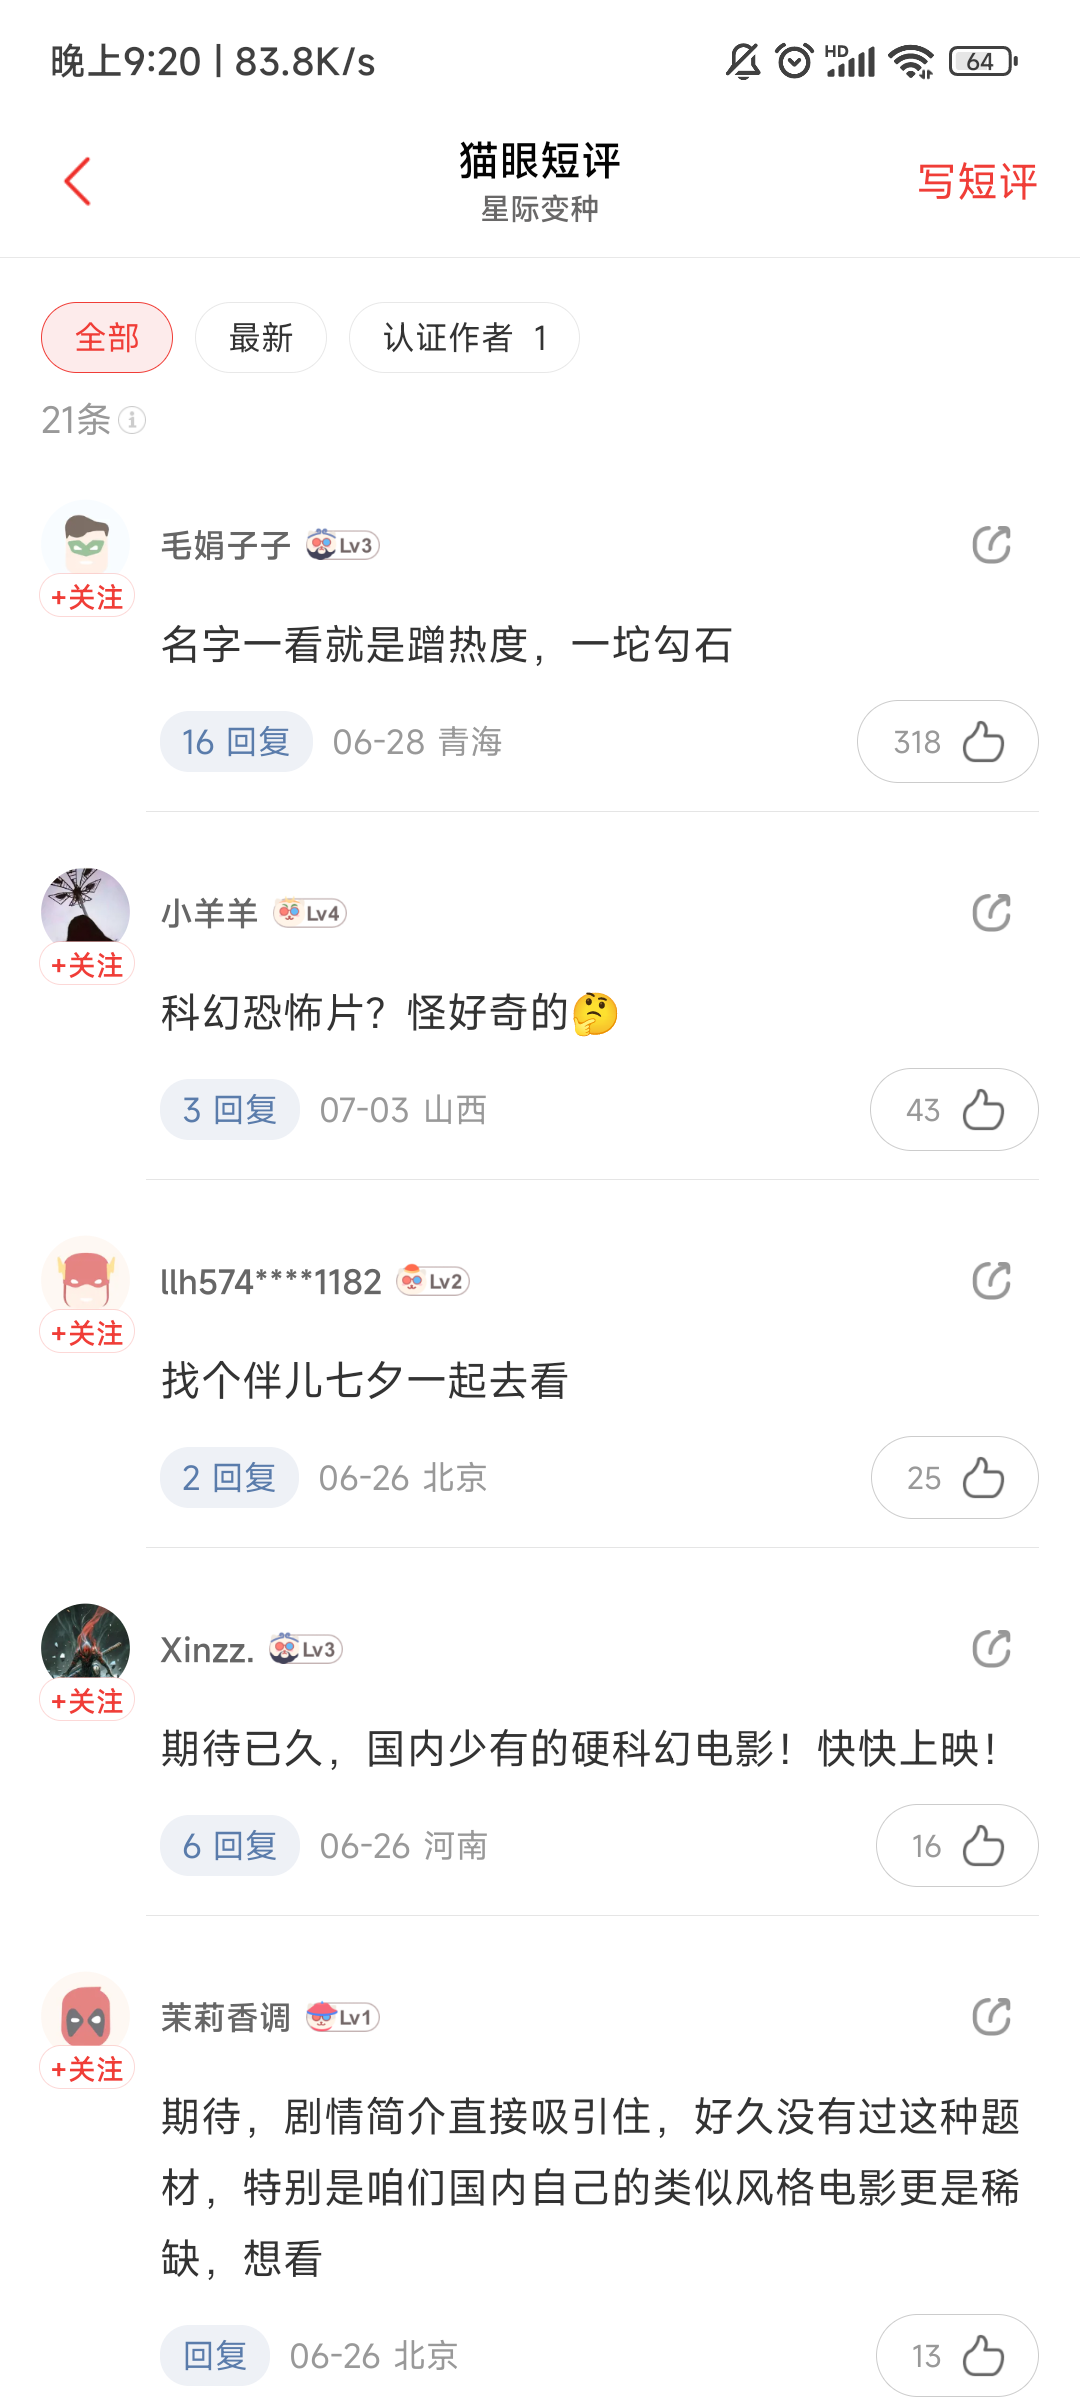 晚上9:20 | 83.8K/s
HD
64
猫眼短评
星际变种
写短评
全部
最新
认证作者 1
21条
毛娟子子 Lv3
+关注
名字一看就是蹭热度，一坨勾石
16 回复 06-28 青海
318
小羊羊 Lv4
+关注
科幻恐怖片？怪好奇的🤔
3 回复 07-03 山西
43
llh574****1182 Lv2
+关注
找个伴儿七夕一起去看
2 回复 06-26 北京
25
Xinzz. Lv3
+关注
期待已久，国内少有的硬科幻电影！快快上映！
6 回复 06-26 河南
16
茉莉香调 Lv1
+关注
期待，剧情简介直接吸引住，好久没有过这种题
材，特别是咱们国内自己的类似风格电影更是稀
缺，想看
回复 06-26 北京
13